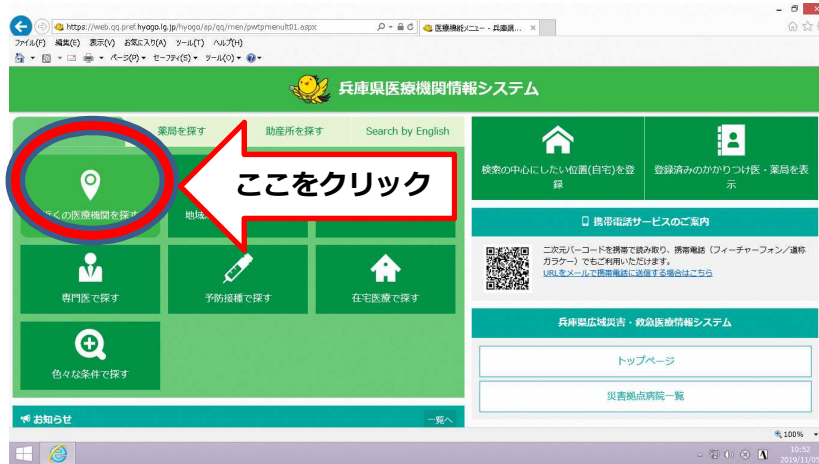 https://web.qq.pref.hyogo.lg.jp/hyogo/ap/qq/men/pwtpmenult01.aspx
医療機能メニュー - 兵庫県...
ファイル(F) 編集(E) 表示(V) お気に入り(A) ツール(T) ヘルプ(H)
ページ(P) セーフティ(S) ツール(O)
兵庫県医療機関情報システム
薬局を探す 助産所を探す Search by English
ここをクリック
近くの医療機関を探す
地域
専門医で探す 予防接種で探す 在宅医療で探す
色々な条件で探す
お知らせ 一覧へ
検索の中心にしたい位置(自宅)を登
録
登録済みのかかりつけ医・薬局を表
示
携帯電話サービスのご案内
二次元バーコードを携帯で読み取り、携帯電話（フィーチャーフォン／通称
ガラケー）でもご利用いただけます。
URLをメールで携帯電話に送信する場合はこちら
兵庫県広域災害・救急医療情報システム
トップページ
災害拠点病院一覧
100%
10:52
2019/11/05